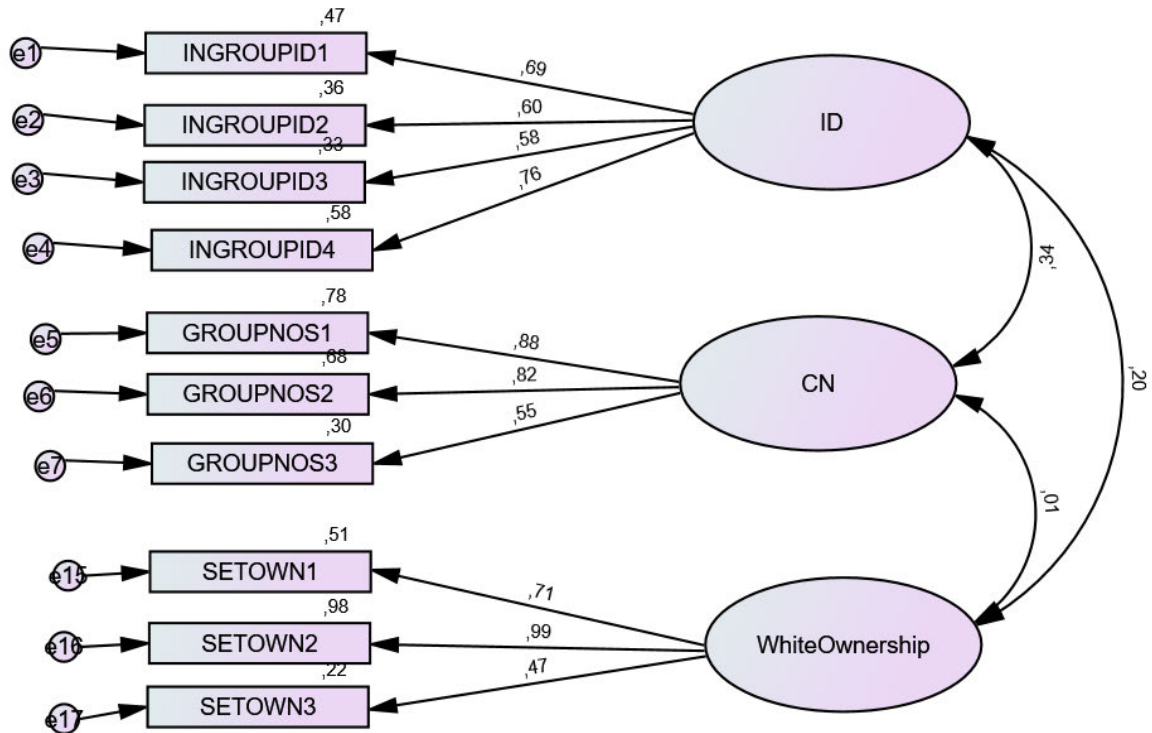 ,47
e1 INGROUPID1
,69
,36
e2 INGROUPID2
,60
ID
,33
e3 INGROUPID3
,58
,76
,58
e4 INGROUPID4
,34
,78
e5 GROUPNOS1
,88
,68
e6 GROUPNOS2
,82
CN
,20
,30
e7 GROUPNOS3
,55
,01
,51
e15 SETOWN1
,71
,98
e16 SETOWN2
,99
WhiteOwnership
,22
e17 SETOWN3
,47